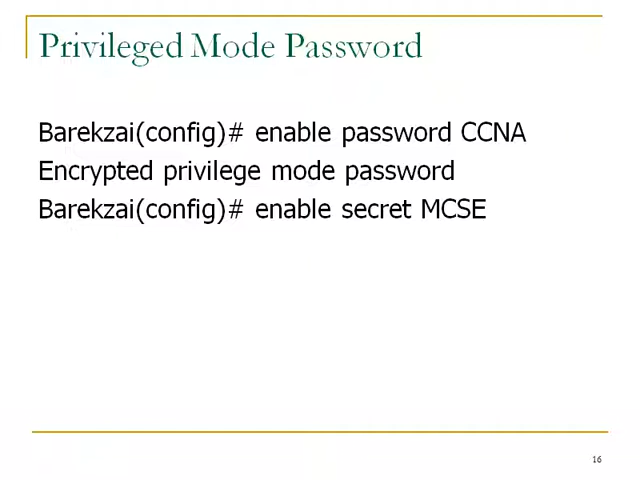 Privileged Mode Password
Barekzai(config)# enable password CCNA
Encrypted privilege mode password
Barekzai(config)# enable secret MCSE
16